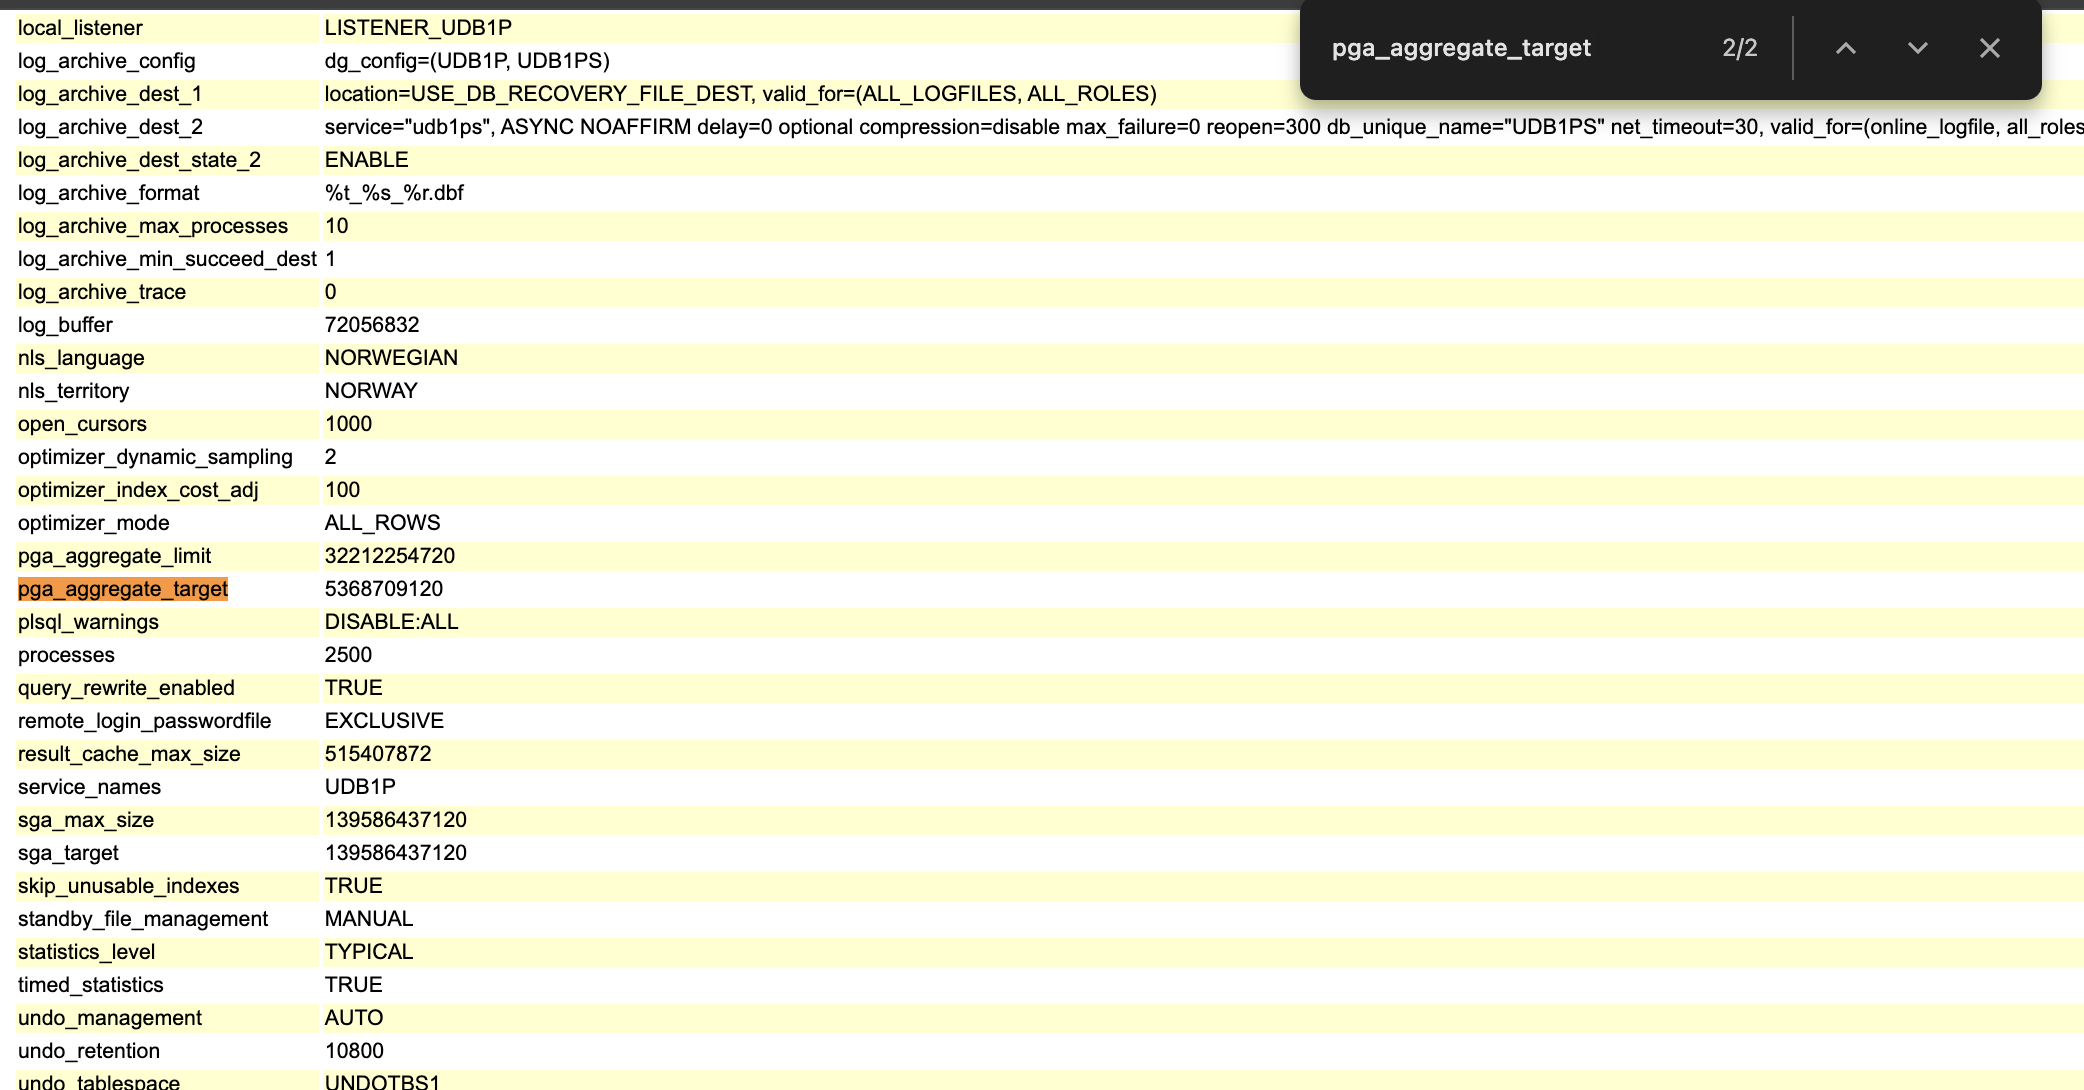 pga_aggregate_target 2/2
local_listener LISTENER_UDB1P
log_archive_config dg_config=(UDB1P, UDB1PS)
log_archive_dest_1 location=USE_DB_RECOVERY_FILE_DEST, valid_for=(ALL_LOGFILES, ALL_ROLES)
log_archive_dest_2 service="udb1ps", ASYNC NOAFFIRM delay=0 optional compression=disable max_failure=0 reopen=300 db_unique_name="UDB1PS" net_timeout=30, valid_for=(online_logfile, all_roles
log_archive_dest_state_2 ENABLE
log_archive_format %t_%s_%r.dbf
log_archive_max_processes 10
log_archive_min_succeed_dest 1
log_archive_trace 0
log_buffer 72056832
nls_language NORWEGIAN
nls_territory NORWAY
open_cursors 1000
optimizer_dynamic_sampling 2
optimizer_index_cost_adj 100
optimizer_mode ALL_ROWS
pga_aggregate_limit 32212254720
pga_aggregate_target 5368709120
plsql_warnings DISABLE:ALL
processes 2500
query_rewrite_enabled TRUE
remote_login_passwordfile EXCLUSIVE
result_cache_max_size 515407872
service_names UDB1P
sga_max_size 139586437120
sga_target 139586437120
skip_unusable_indexes TRUE
standby_file_management MANUAL
statistics_level TYPICAL
timed_statistics TRUE
undo_management AUTO
undo_retention 10800
undo_tablespace UNDOTBS1